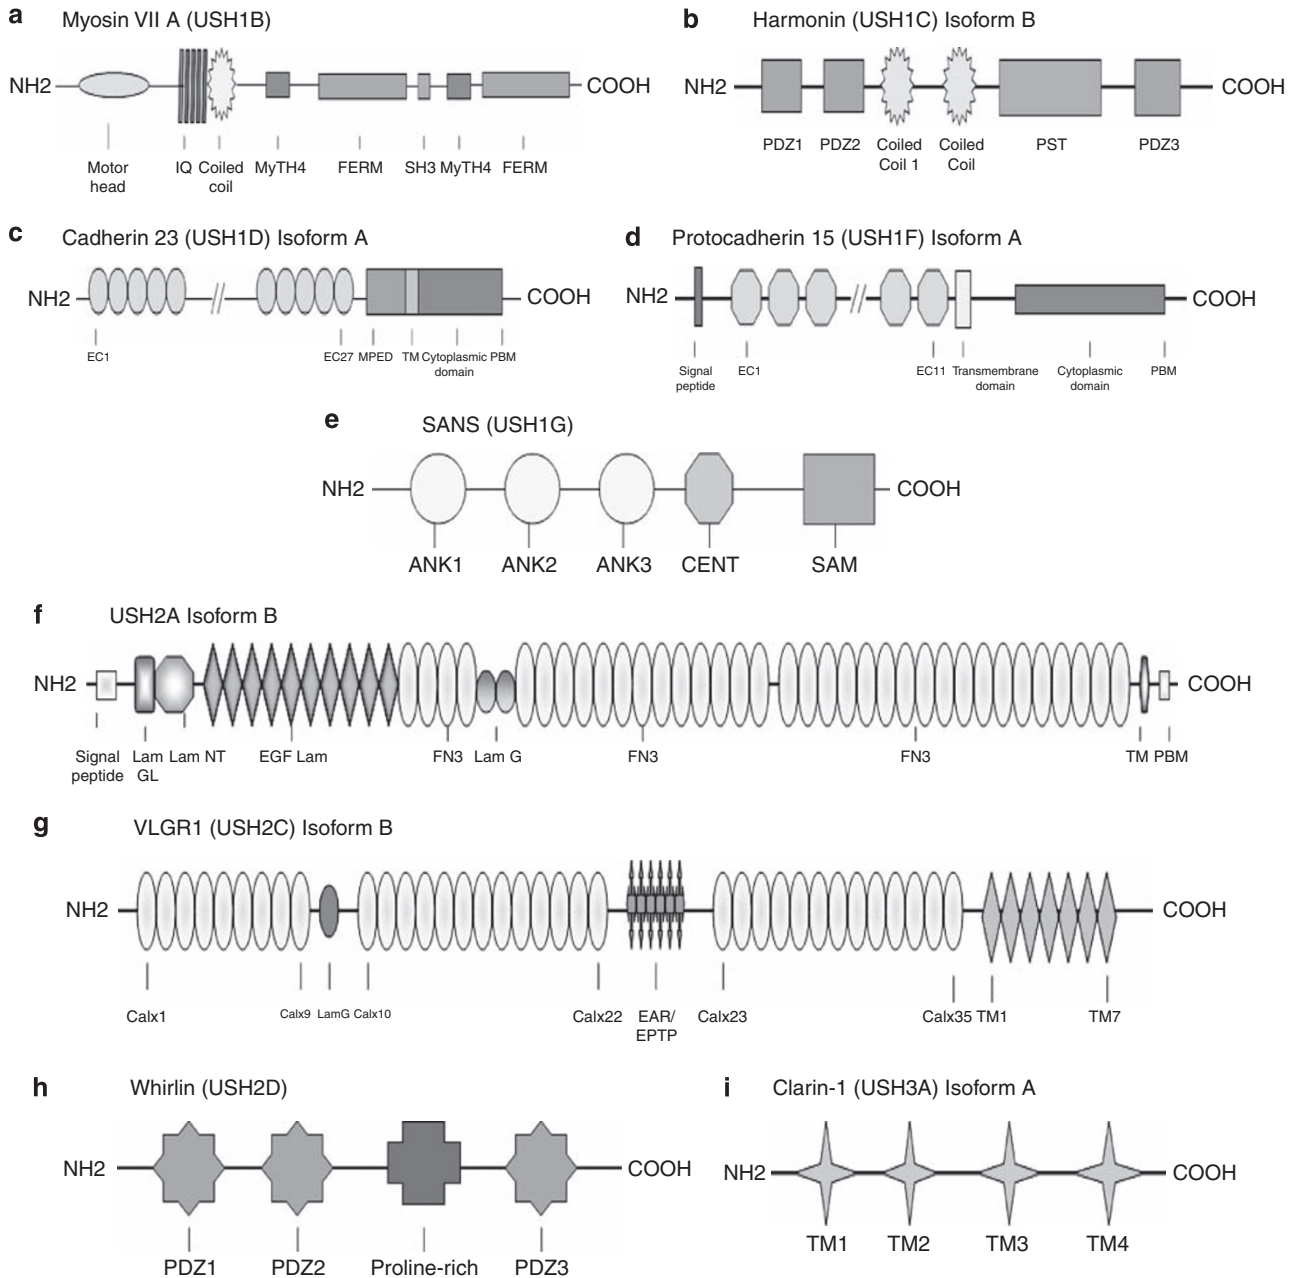 a Myosin VII A (USH1B)
NH2 COOH
Motor head IQ Coiled coil MyTH4 FERM SH3 MyTH4 FERM
b Harmonin (USH1C) Isoform B
NH2 COOH
PDZ1 PDZ2 Coiled Coil 1 Coiled Coil PST PDZ3
c Cadherin 23 (USH1D) Isoform A
NH2 COOH
EC1 EC27 MPED TM Cytoplasmic domain PBM
d Protocadherin 15 (USH1F) Isoform A
NH2 COOH
Signal peptide EC1 EC11 Transmembrane domain Cytoplasmic domain PBM
e SANS (USH1G)
NH2 COOH
ANK1 ANK2 ANK3 CENT SAM
f USH2A Isoform B
NH2 COOH
Signal peptide Lam GL Lam NT EGF Lam FN3 Lam G FN3 FN3 TM PBM
g VLGR1 (USH2C) Isoform B
NH2 COOH
Calx1 Calx9 LamG Calx10 Calx22 EAR/ EPTP Calx23 Calx35 TM1 TM7
h Whirlin (USH2D)
NH2 COOH
PDZ1 PDZ2 Proline-rich PDZ3
i Clarin-1 (USH3A) Isoform A
NH2 COOH
TM1 TM2 TM3 TM4